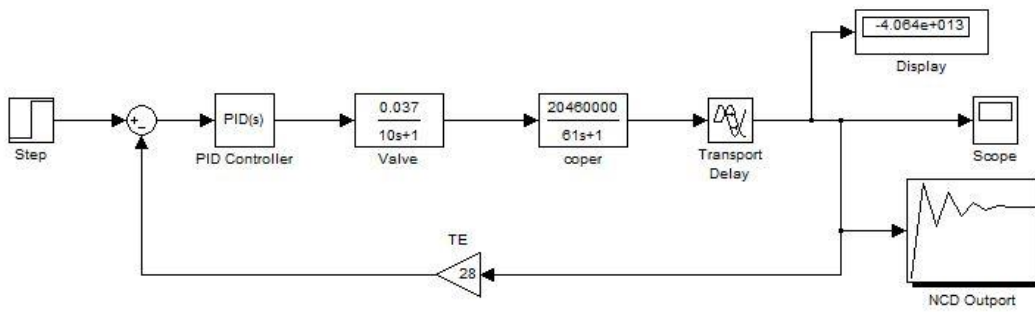 -4.064e+013
Display
+
-
PID(s)
0.037
10s+1
20460000
61s+1
Step
PID Controller
Valve
coper
Transport
Delay
Scope
TE
28
NCD Outport